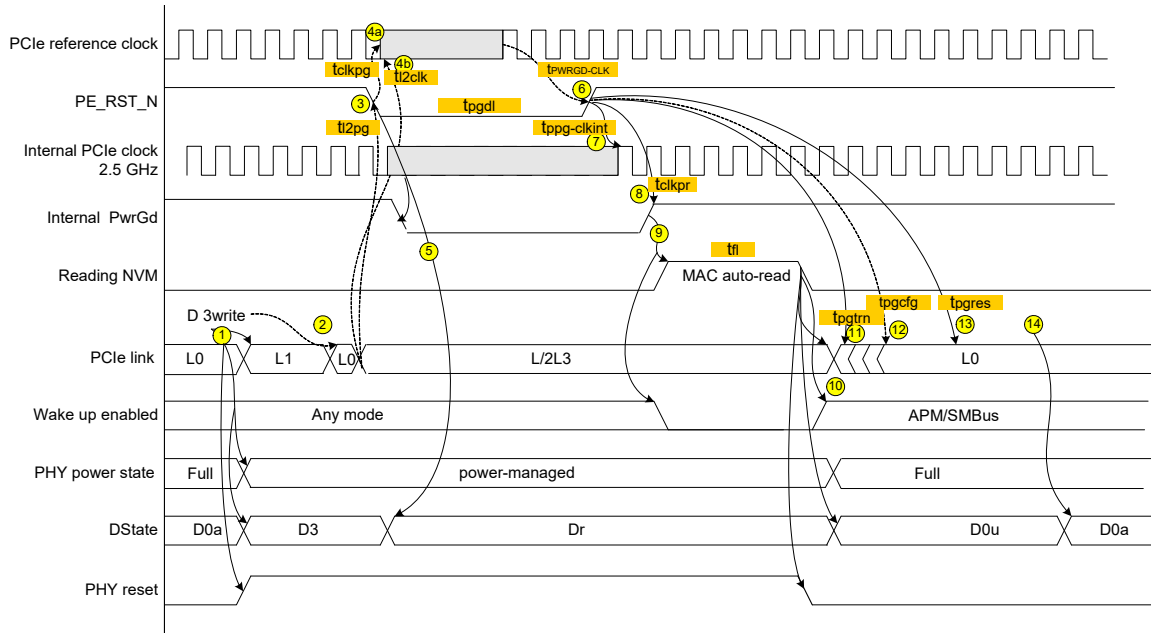 4a
PCIe reference clock
4b
tclkpg
tl2clk
tPWRGD-CLK
6
PE_RST_N
3
tpgdl
tl2pg
tppg-clkint
7
Internal PCIe clock
2.5 GHz
tclkpr
8
Internal PwrGd
9
5
tfl
Reading NVM
MAC auto-read
tpgcfg
tpgres
D 3write
tpgtrn
1
2
11
12
13
14
PCIe link
L0
L1
L0
L/2L3
L0
10
Wake up enabled
Any mode
APM/SMBus
PHY power state
Full
power-managed
Full
DState
D0a
D3
Dr
D0u
D0a
PHY reset